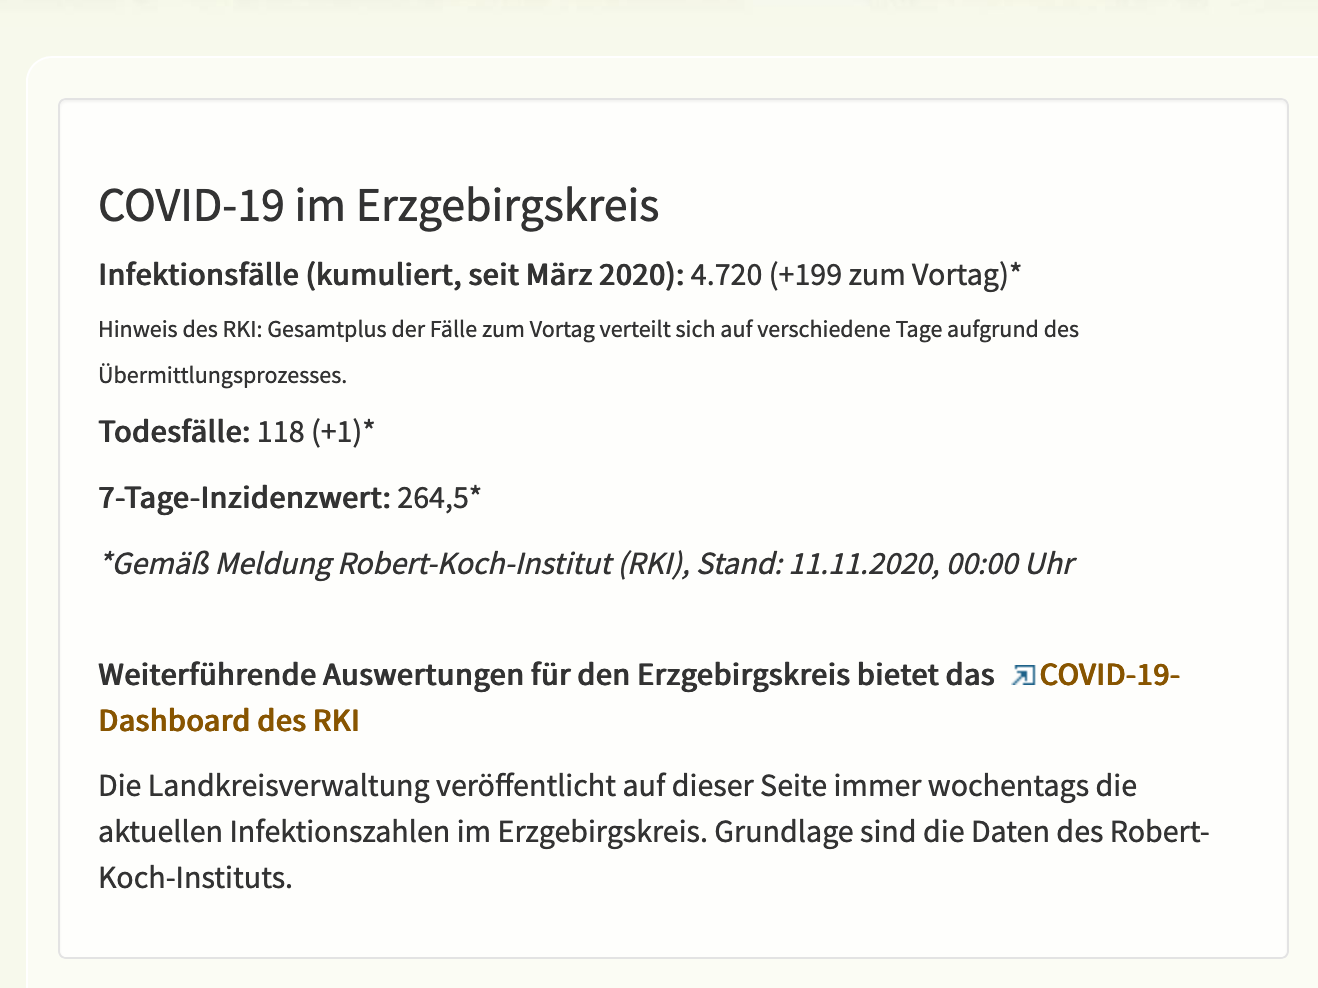 COVID-19 im Erzgebirgskreis
Infektionsfälle (kumuliert, seit März 2020): 4.720 (+199 zum Vortag)*
Hinweis des RKI: Gesamtplus der Fälle zum Vortag verteilt sich auf verschiedene Tage aufgrund des
Übermittlungsprozesses.
Todesfälle: 118 (+1)*
7-Tage-Inzidenzwert: 264,5*
*Gemäß Meldung Robert-Koch-Institut (RKI), Stand: 11.11.2020, 00:00 Uhr
Weiterführende Auswertungen für den Erzgebirgskreis bietet das COVID-19-
Dashboard des RKI
Die Landkreisverwaltung veröffentlicht auf dieser Seite immer wochentags die
aktuellen Infektionszahlen im Erzgebirgskreis. Grundlage sind die Daten des Robert-
Koch-Instituts.